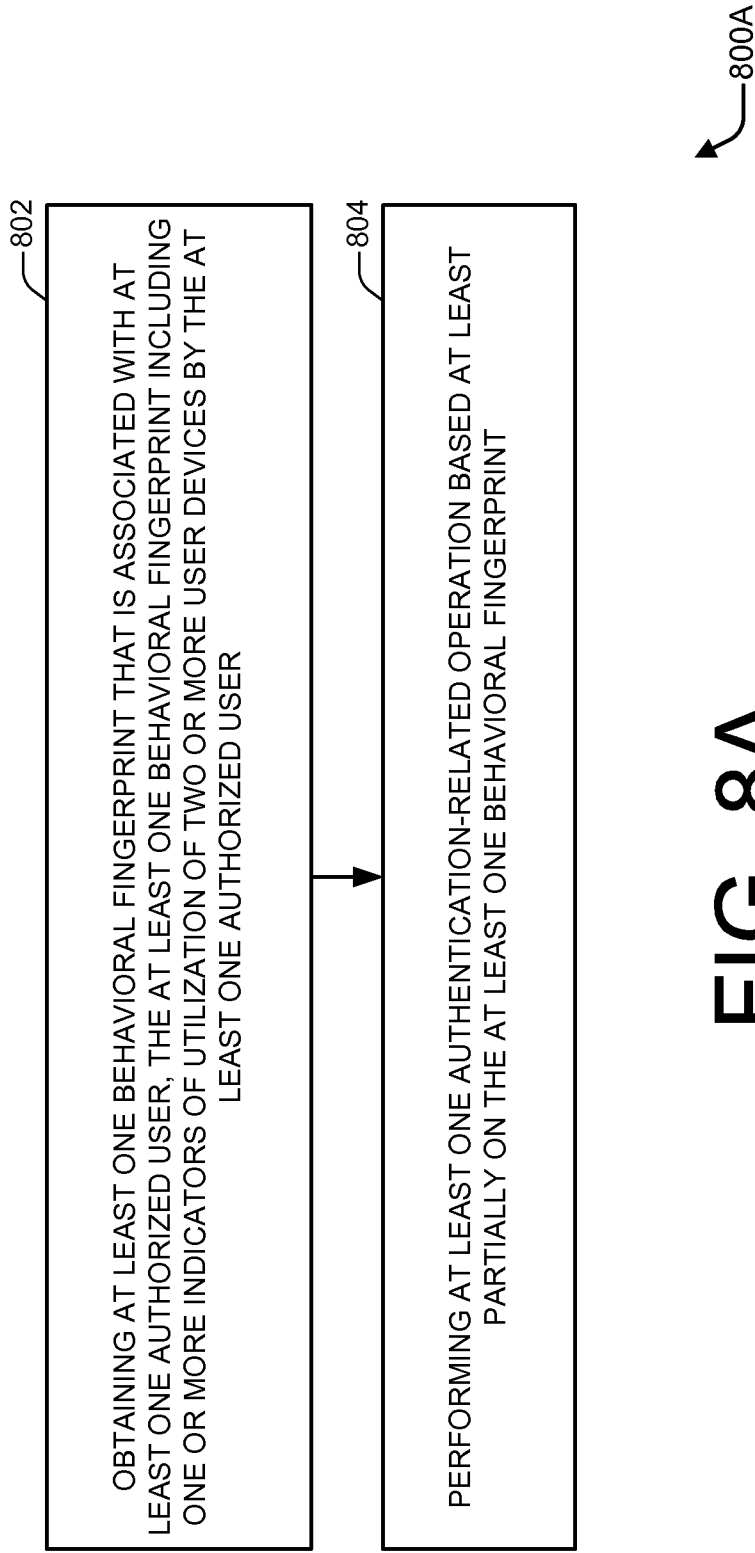 802
OBTAINING AT LEAST ONE BEHAVIORAL FINGERPRINT THAT IS ASSOCIATED WITH AT
LEAST ONE AUTHORIZED USER, THE AT LEAST ONE BEHAVIORAL FINGERPRINT INCLUDING
ONE OR MORE INDICATORS OF UTILIZATION OF TWO OR MORE USER DEVICES BY THE AT
LEAST ONE AUTHORIZED USER
804
PERFORMING AT LEAST ONE AUTHENTICATION-RELATED OPERATION BASED AT LEAST
PARTIALLY ON THE AT LEAST ONE BEHAVIORAL FINGERPRINT
800A
FIG. 8A